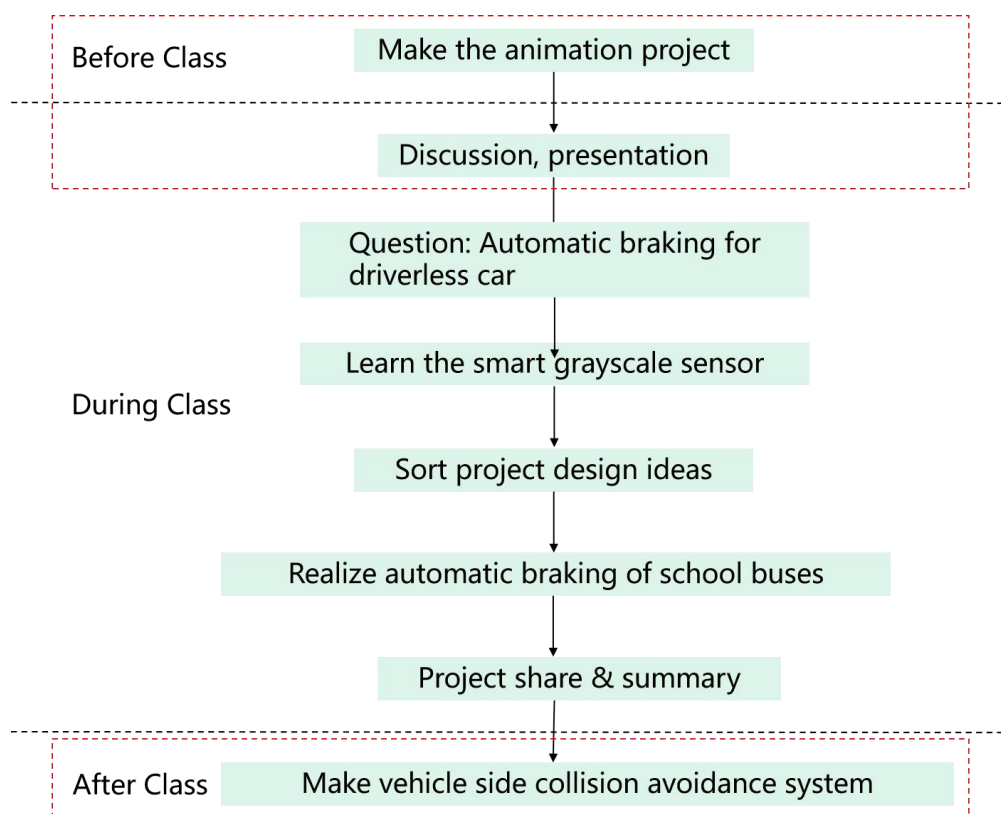 Before Class
Make the animation project
Discussion, presentation
Question: Automatic braking for
driverless car
Learn the smart grayscale sensor
During Class
Sort project design ideas
Realize automatic braking of school buses
Project share & summary
After Class
Make vehicle side collision avoidance system